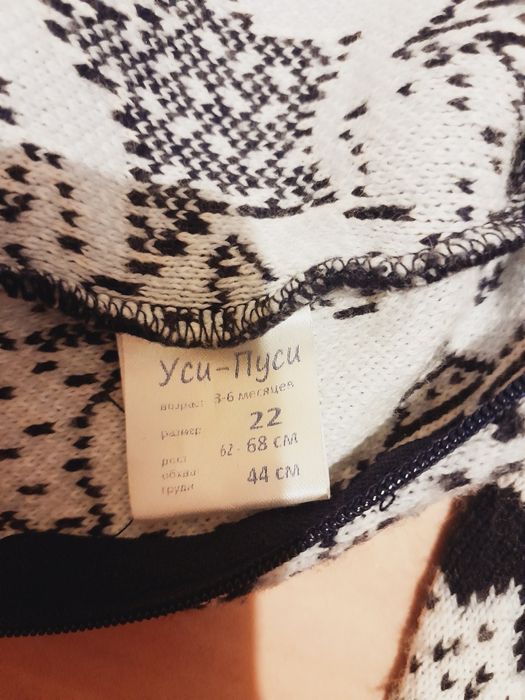 Уси-Пуси
возраст 3-6 месяцев
размер 22
рост 62-68 см
обхват груди 44 см